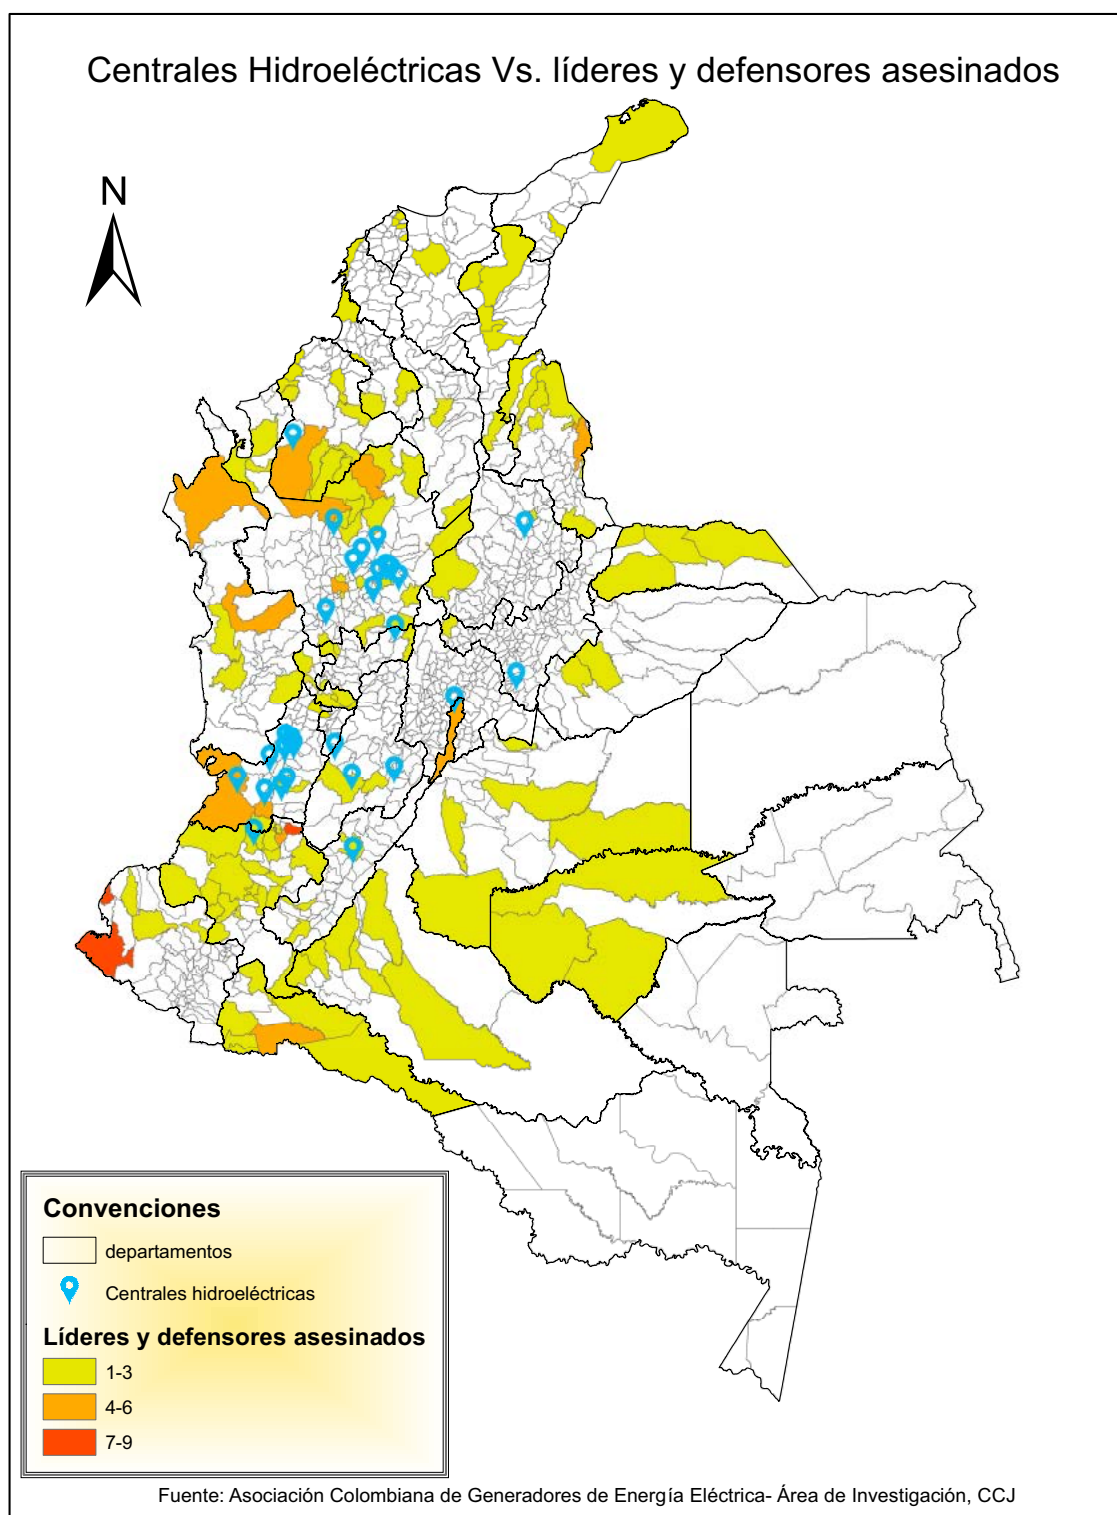 Centrales Hidroeléctricas Vs. líderes y defensores asesinados
N
Convenciones
departamentos
Centrales hidroeléctricas
Líderes y defensores asesinados
1-3
4-6
7-9
Fuente: Asociación Colombiana de Generadores de Energía Eléctrica- Área de Investigación, CCJ